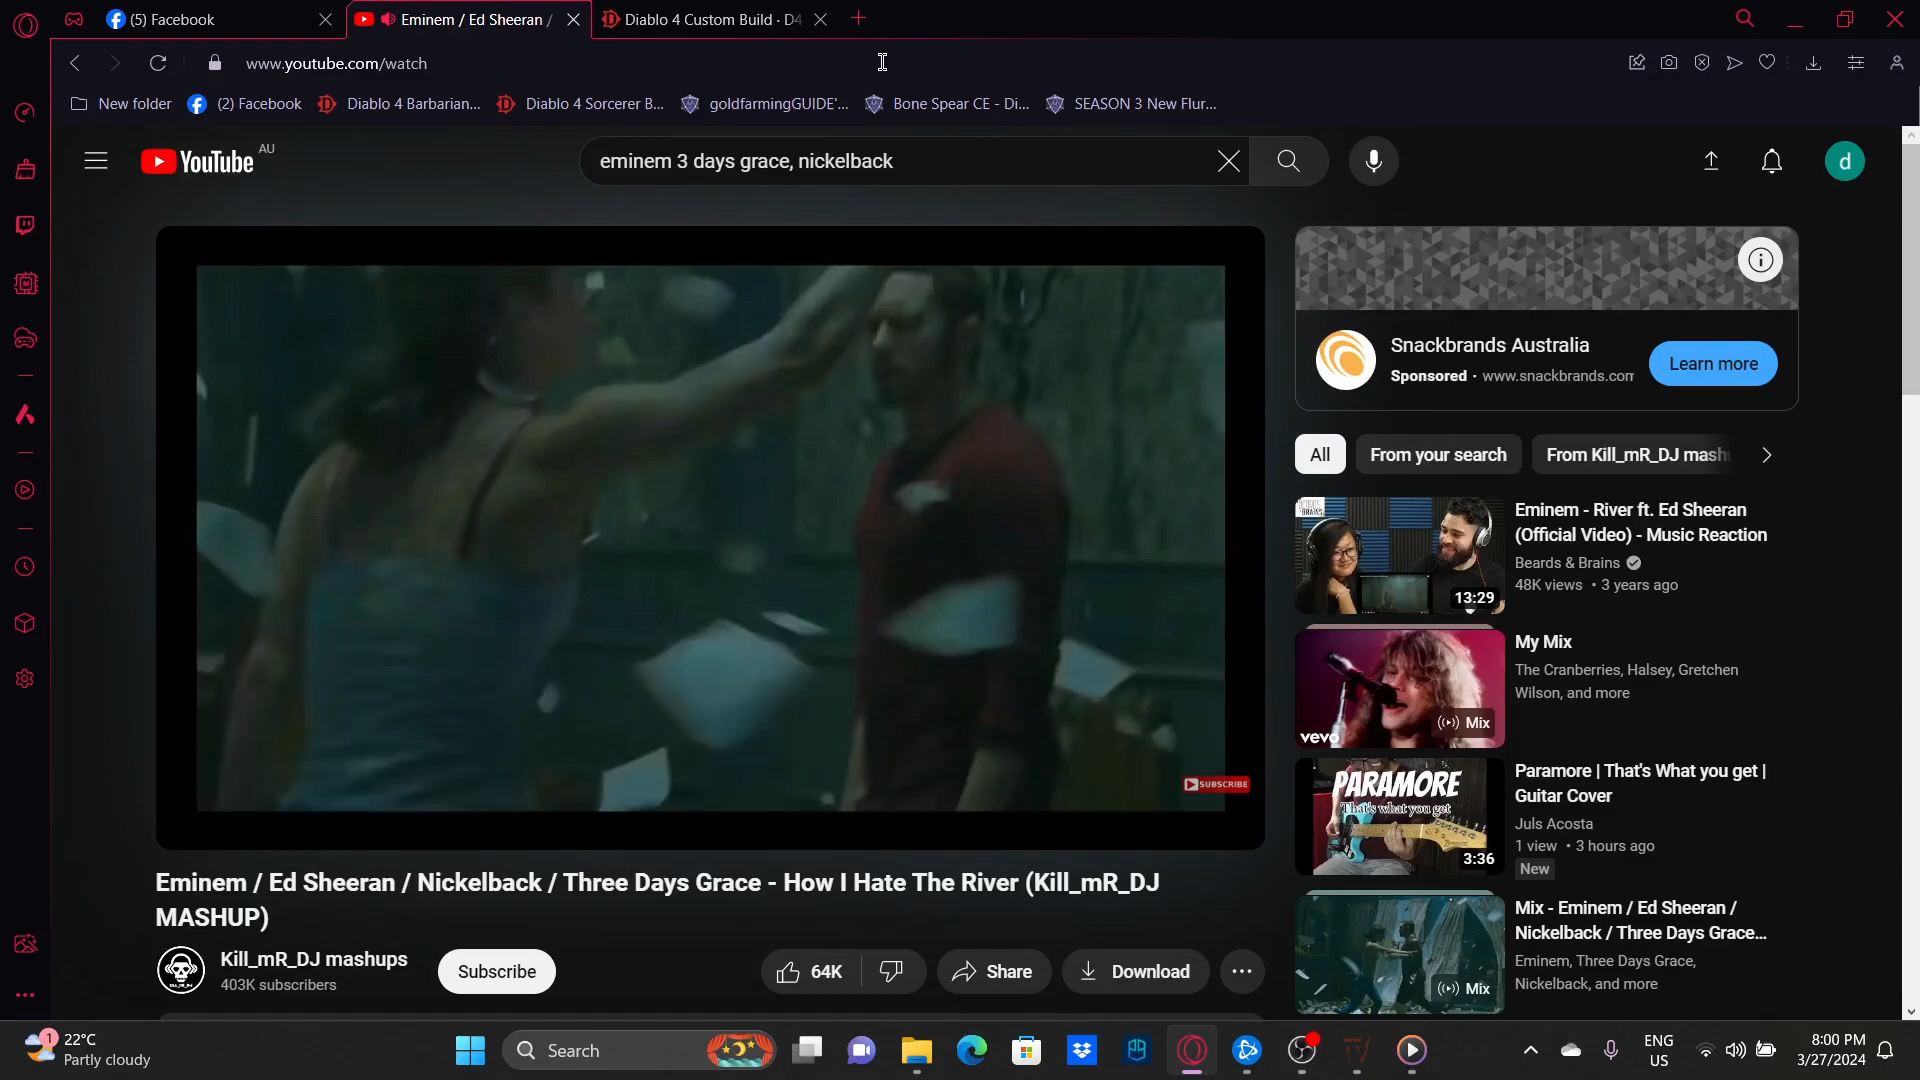 (5) Facebook
Eminem / Ed Sheeran /
Diablo 4 Custom Build · D4
www.youtube.com/watch
New folder
(2) Facebook
Diablo 4 Barbarian...
Diablo 4 Sorcerer B...
goldfarmingGUIDE'...
Bone Spear CE - Di...
SEASON 3 New Flur...
YouTube
AU
eminem 3 days grace, nickelback
d
SUBSCRIBE
Eminem / Ed Sheeran / Nickelback / Three Days Grace - How I Hate The River (Kill_mR_DJ
MASHUP)
Kill_mR_DJ mashups
403K subscribers
Subscribe
64K
Share
Download
Snackbrands Australia
Sponsored · www.snackbrands.com
Learn more
All
From your search
From Kill_mR_DJ mash
Eminem - River ft. Ed Sheeran
(Official Video) - Music Reaction
Beards & Brains
48K views • 3 years ago
13:29
My Mix
The Cranberries, Halsey, Gretchen
Wilson, and more
vevo
Mix
PARAMORE
That's what you get
3:36
Paramore | That's What you get |
Guitar Cover
Juls Acosta
1 view • 3 hours ago
New
Mix
Mix - Eminem / Ed Sheeran /
Nickelback / Three Days Grace...
Eminem, Three Days Grace,
Nickelback, and more
1
22°C
Partly cloudy
Search
ENG
US
8:00 PM
3/27/2024